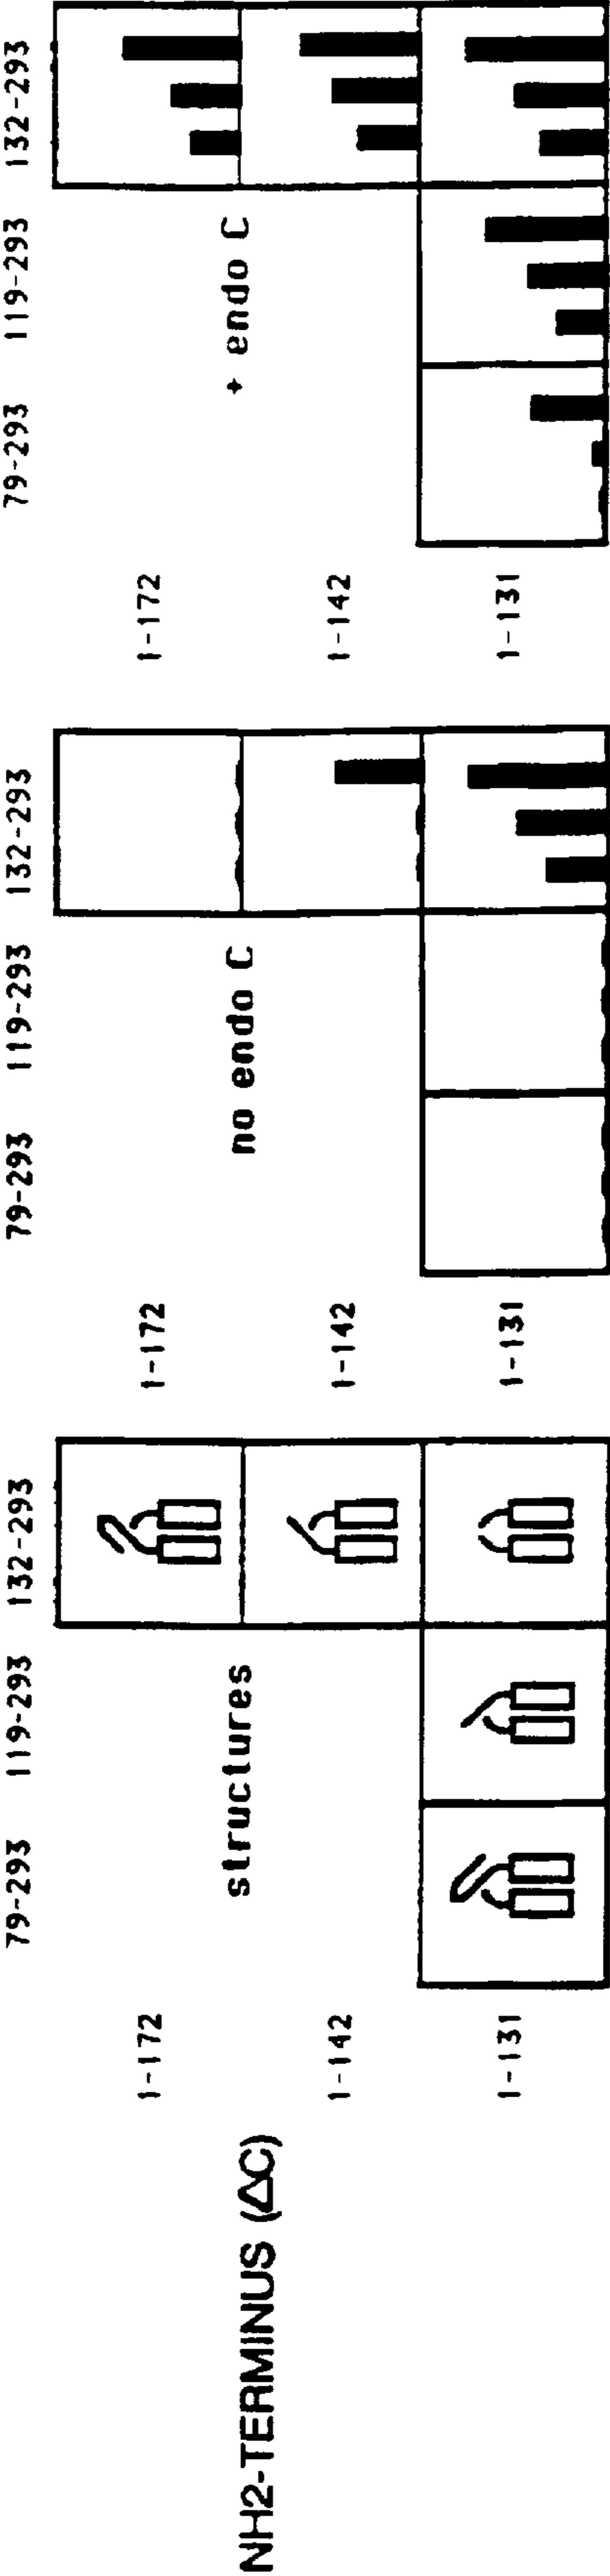 79-293 119-293 132-293 79-293 119-293 132-293 79-293 119-293 132-293
1-172 1-172 1-172
NH2-TERMINUS (ΔC) 1-142 structures 1-142 no endo C 1-142 + endo C
1-131 1-131 1-131